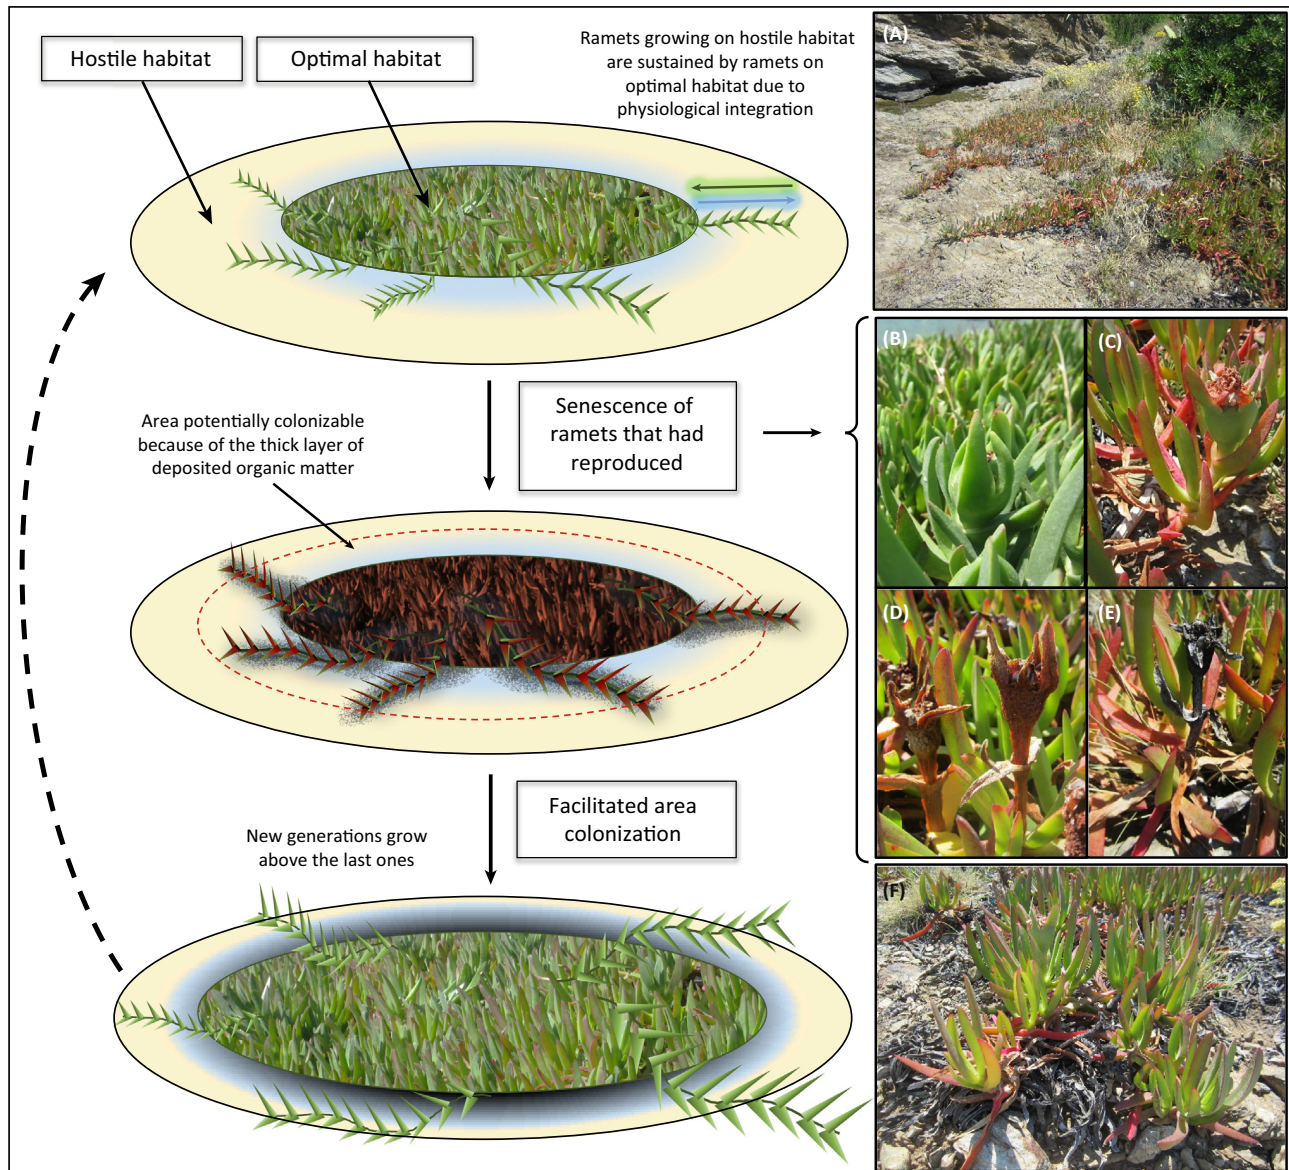 Hostile habitat
Optimal habitat
Ramets growing on hostile habitat
are sustained by ramets on
optimal habitat due to
physiological integration
(A)
Area potentially colonizable
because of the thick layer of
deposited organic matter
Senescence of
ramets that had
reproduced
(B)
(C)
(D)
(E)
New generations grow
above the last ones
Facilitated area
colonization
(F)